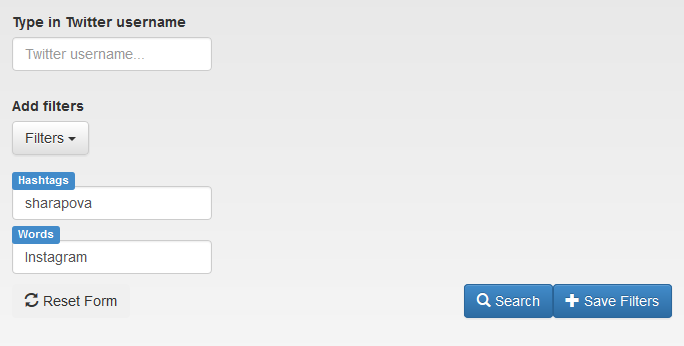 Type in Twitter username
Twitter username...
Add filters
Filters
Hashtags
sharapova
Words
Instagram
Reset Form
Search
Save Filters